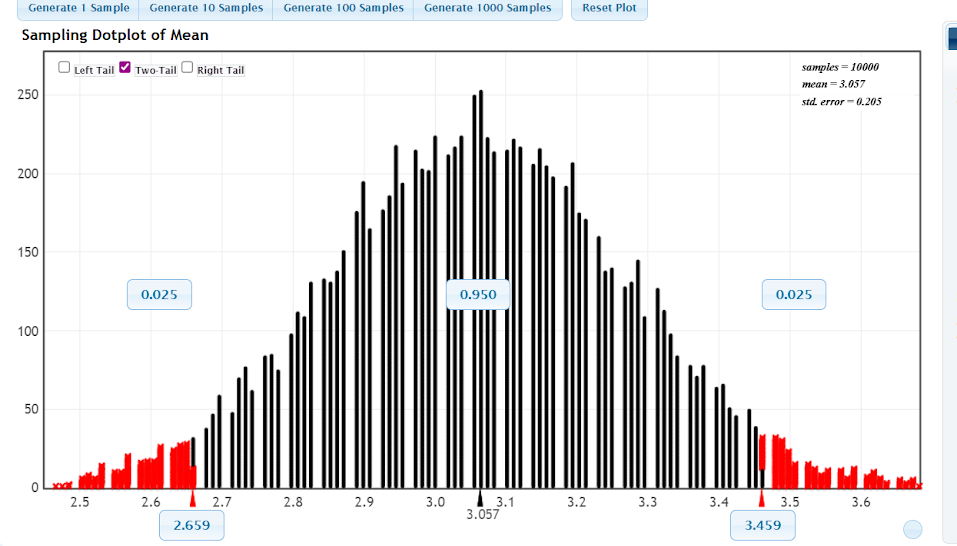 Generate 1 Sample Generate 10 Samples Generate 100 Samples Generate 1000 Samples Reset Plot
Sampling Dotplot of Mean
Left Tail Two-Tail Right Tail
samples = 10000
mean = 3.057
std. error = 0.205
250
200
150
0.025 0.950 0.025
100
50
0
2.5 2.6 2.7 2.8 2.9 3.0 3.1 3.2 3.3 3.4 3.5 3.6
3.057
2.659 3.459